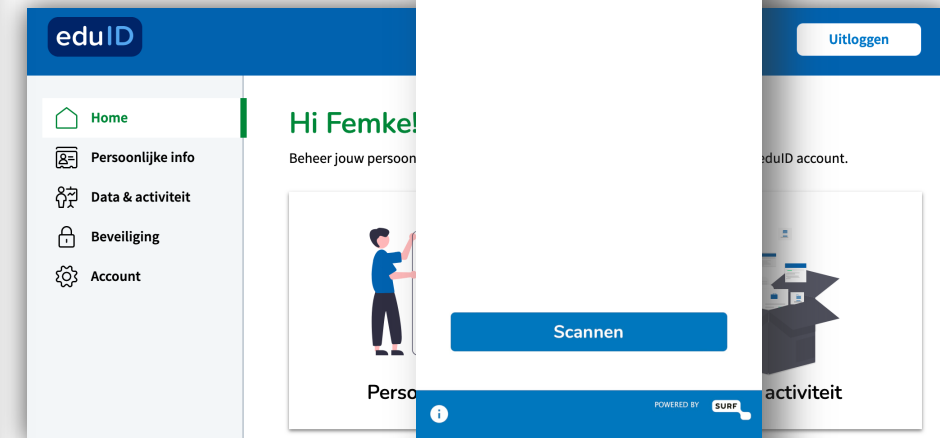 eduID
Uitloggen
Home
Persoonlijke info
Data & activiteit
Beveiliging
Account
Hi Femke!
Beheer jouw persoon
eduID account.
Scannen
Perso
activiteit
POWERED BY SURF